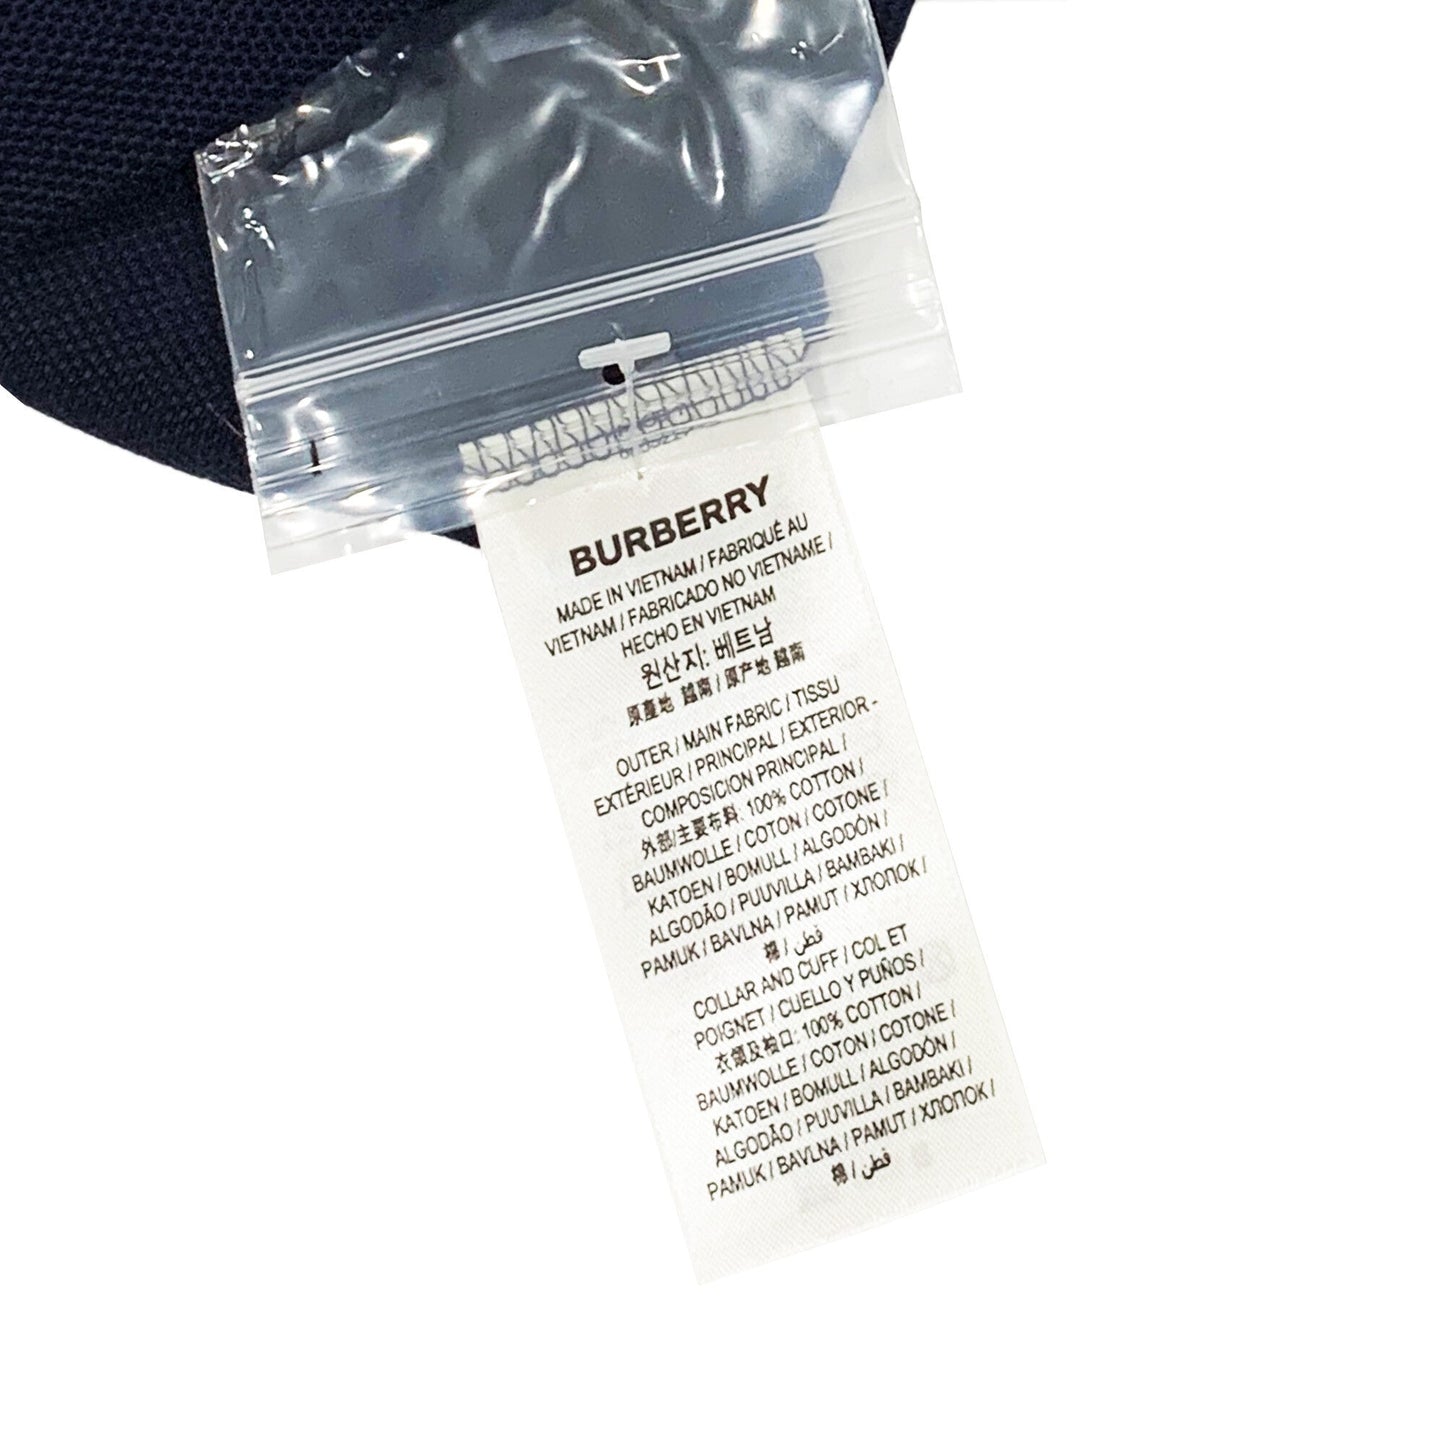 BURBERRY
MADE IN VIETNAM / FABRIQUÉ AU
VIETNAM / FABRICADO NO VIETNAME /
HECHO EN VIETNAM
원산지: 베트남
原產地 越南 / 原产地 越南
OUTER / MAIN FABRIC / TISSU
EXTÉRIEUR / PRINCIPAL / EXTERIOR -
COMPOSICION PRINCIPAL /
外部/主要布料: 100% COTTON /
BAUMWOLLE / COTON / COTONE /
KATOEN / BOMULL / ALGODÓN /
ALGODÃO / PUUVILLA / BAMBAKI /
PAMUK / BAVLNA / PAMUT / ХЛОПОК /
棉 / قطن
COLLAR AND CUFF / COL ET
POIGNET / CUELLO Y PUÑOS /
衣領及袖口: 100% COTTON /
BAUMWOLLE / COTON / COTONE /
KATOEN / BOMULL / ALGODÓN /
ALGODÃO / PUUVILLA / BAMBAKI /
PAMUK / BAVLNA / PAMUT / ХЛОПОК /
棉 / قطن